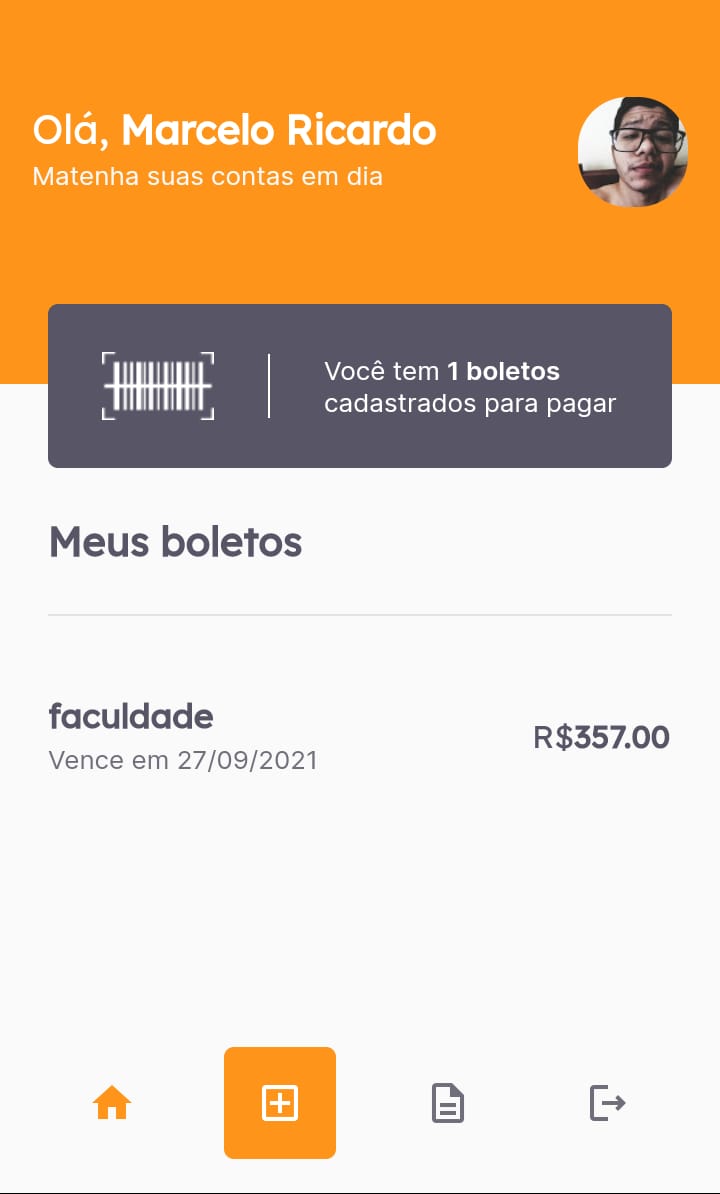 Olá, Marcelo Ricardo
Matenha suas contas em dia
Você tem 1 boletos
cadastrados para pagar
Meus boletos
faculdade
Vence em 27/09/2021
R$357.00